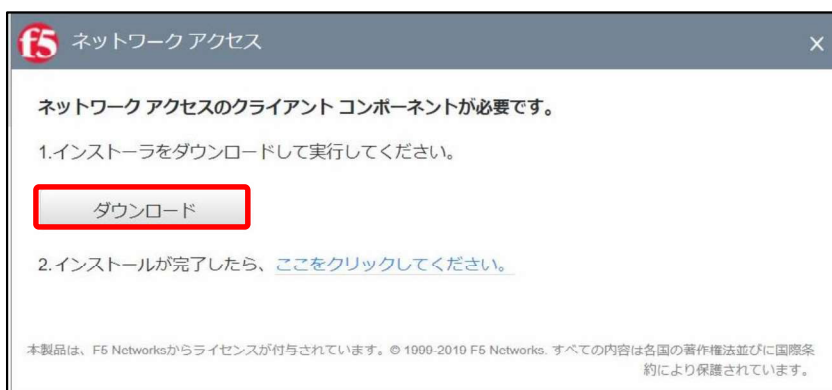 f5 ネットワーク アクセス ×
ネットワーク アクセスのクライアント コンポーネントが必要です。
1.インストーラをダウンロードして実行してください。
ダウンロード
2.インストールが完了したら、ここをクリックしてください。
本製品は、F5 Networksからライセンスが付与されています。© 1999-2019 F5 Networks. すべての内容は各国の著作権法並びに国際条
約により保護されています。